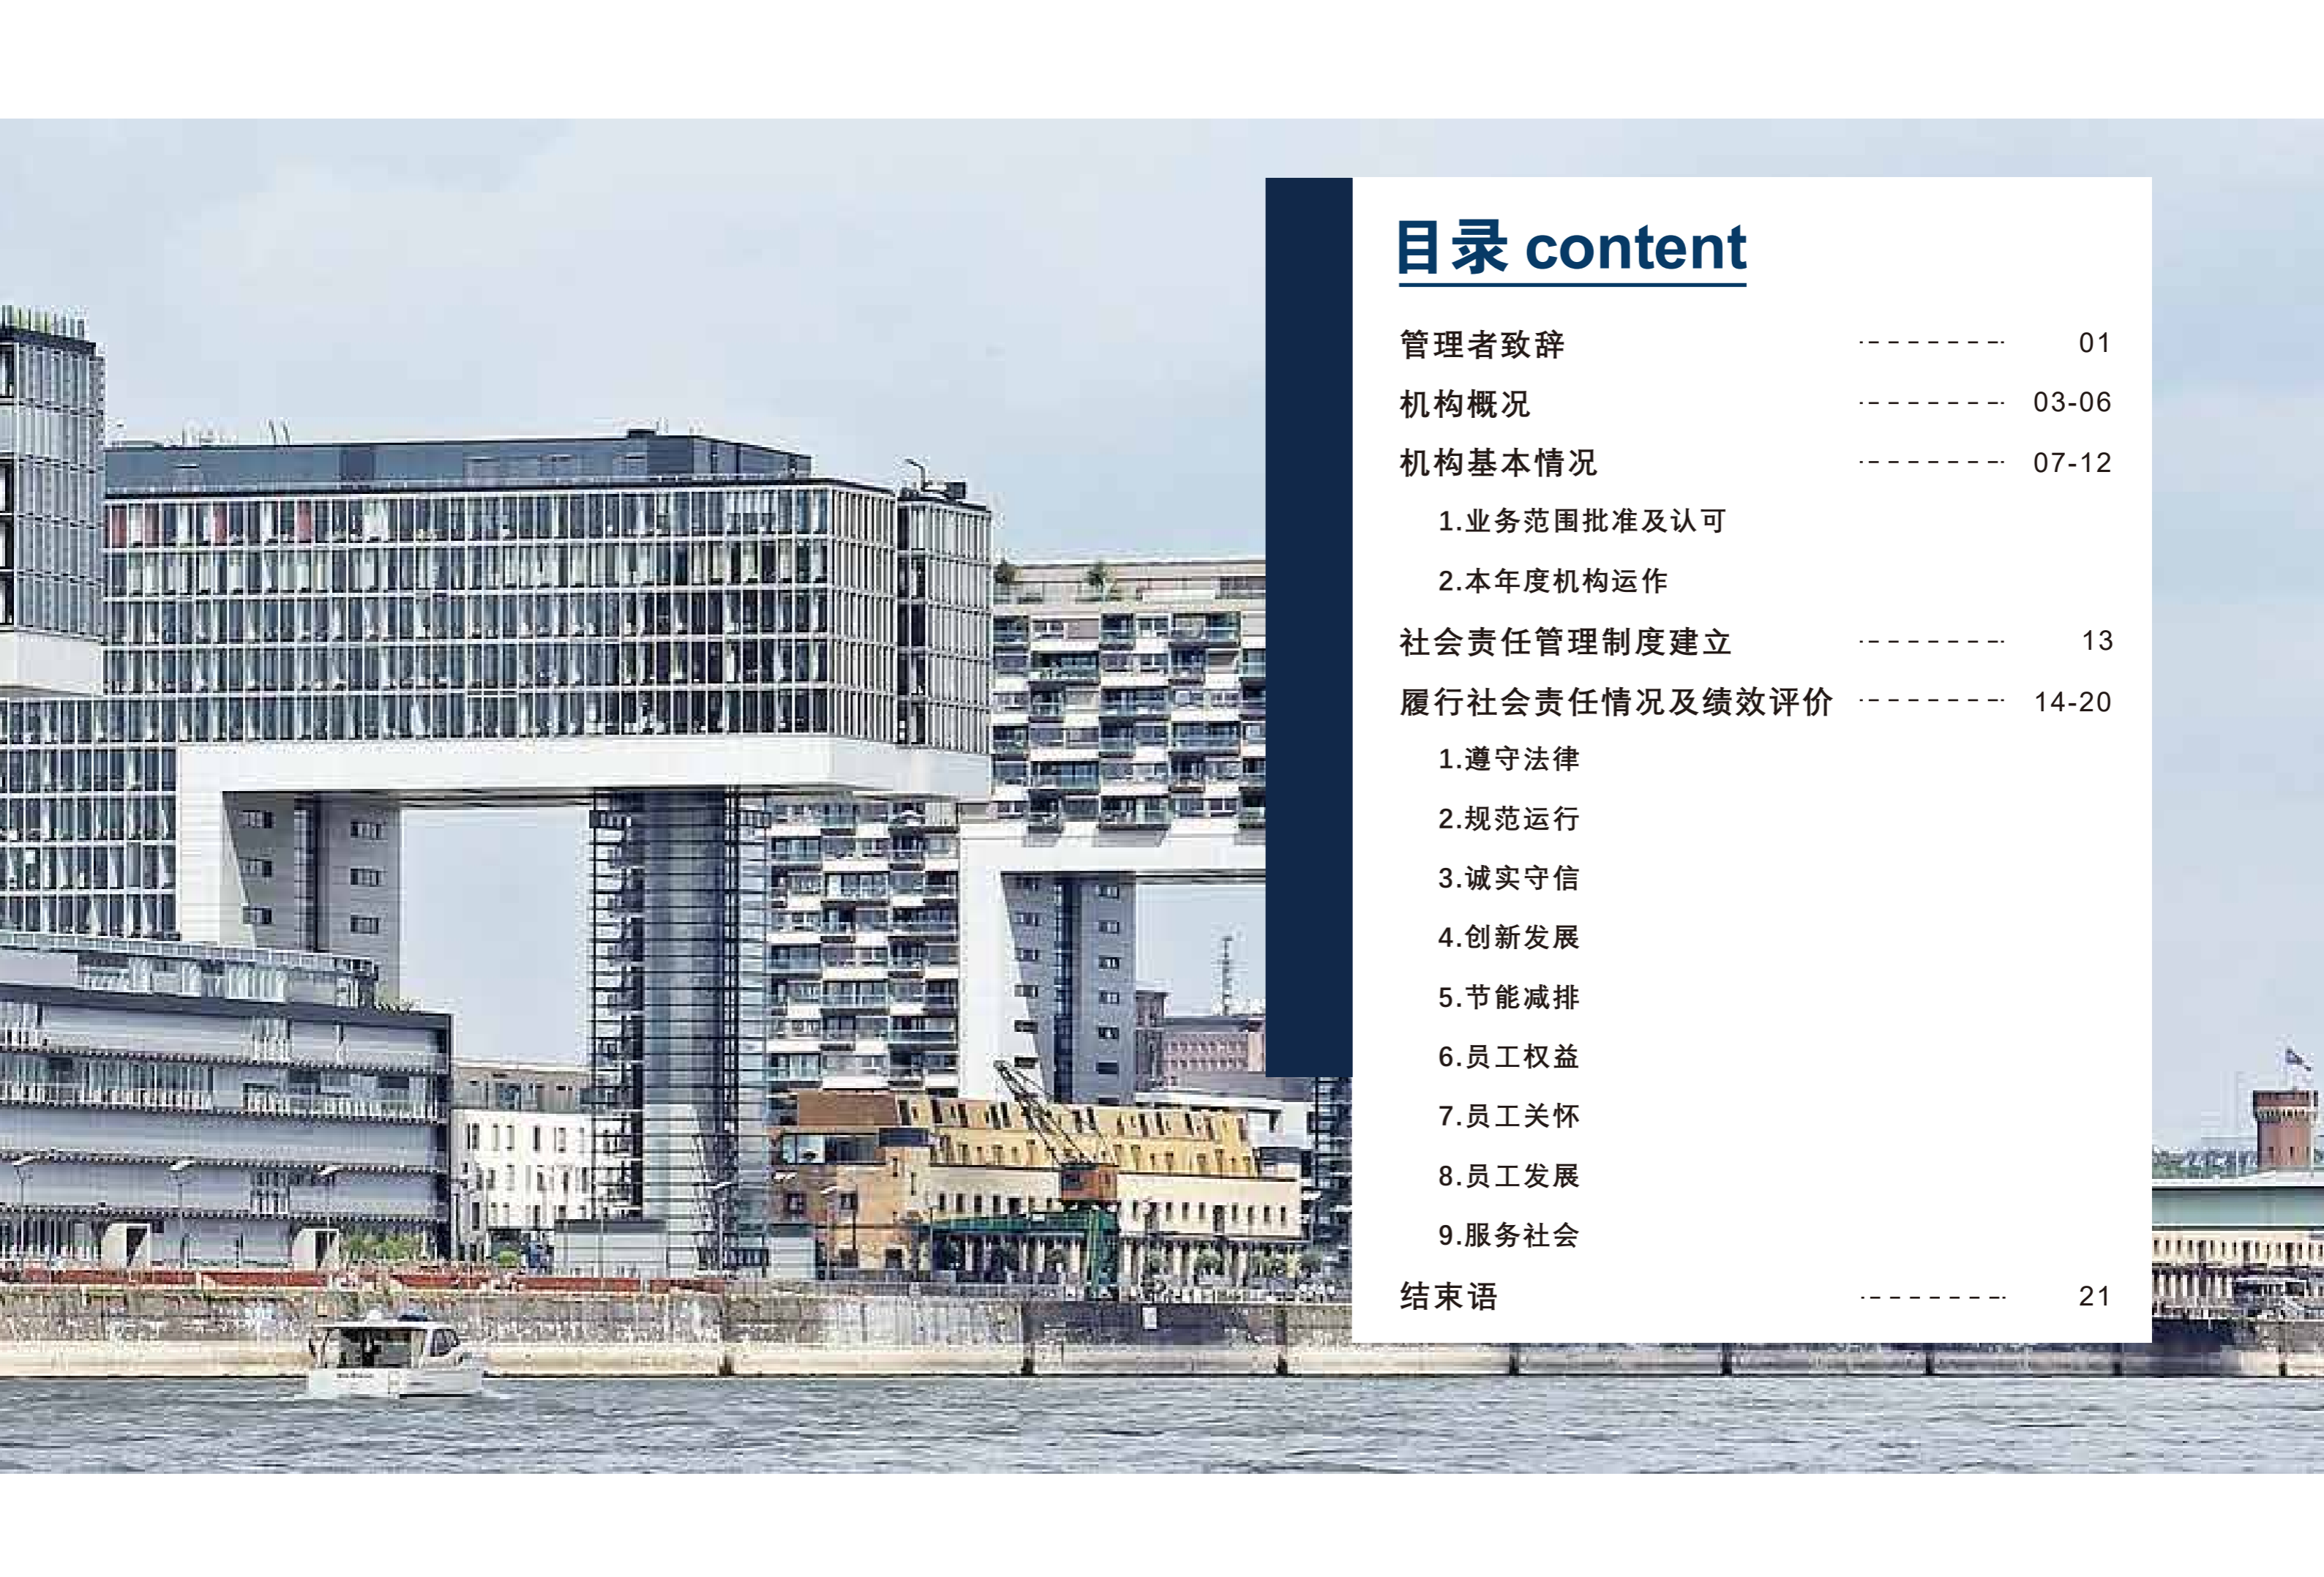 目录 content
管理者致辞 -------- 01
机构概况 -------- 03-06
机构基本情况 -------- 07-12
1.业务范围批准及认可
2.本年度机构运作
社会责任管理制度建立 -------- 13
履行社会责任情况及绩效评价 -------- 14-20
1.遵守法律
2.规范运行
3.诚实守信
4.创新发展
5.节能减排
6.员工权益
7.员工关怀
8.员工发展
9.服务社会
结束语 -------- 21